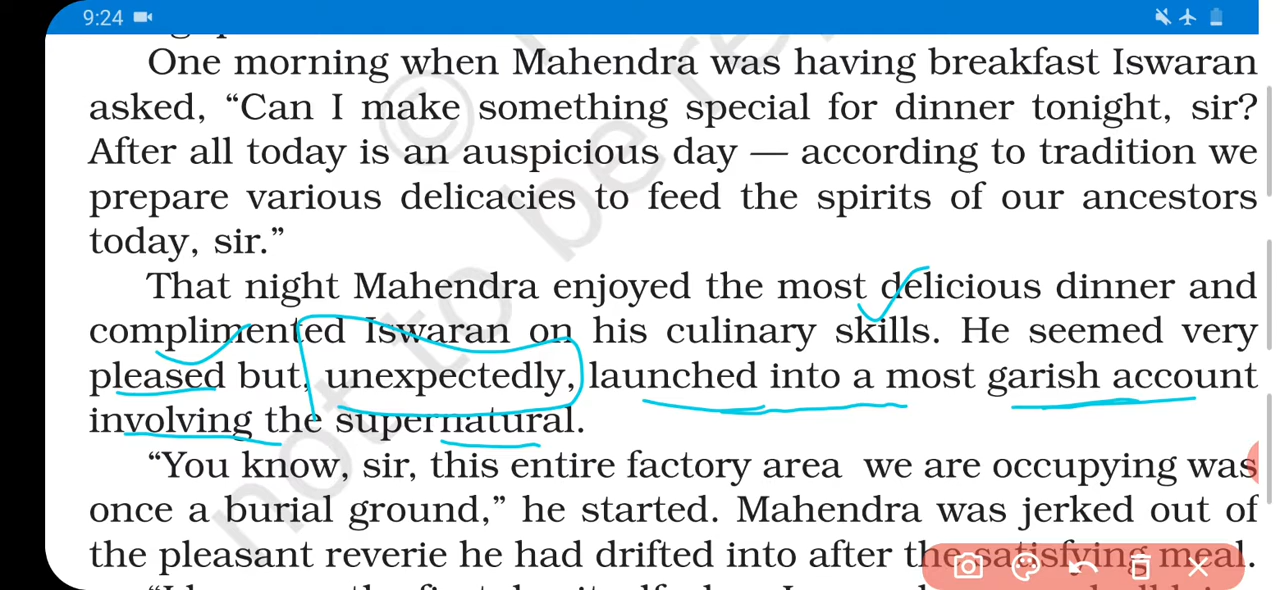 9:24
One morning when Mahendra was having breakfast Iswaran
asked, “Can I make something special for dinner tonight, sir?
After all today is an auspicious day — according to tradition we
prepare various delicacies to feed the spirits of our ancestors
today, sir.”
That night Mahendra enjoyed the most delicious dinner and
complimented Iswaran on his culinary skills. He seemed very
pleased but, unexpectedly, launched into a most garish account
involving the supernatural.
“You know, sir, this entire factory area we are occupying was
once a burial ground,” he started. Mahendra was jerked out of
the pleasant reverie he had drifted into after the satisfying meal.
© not to be re